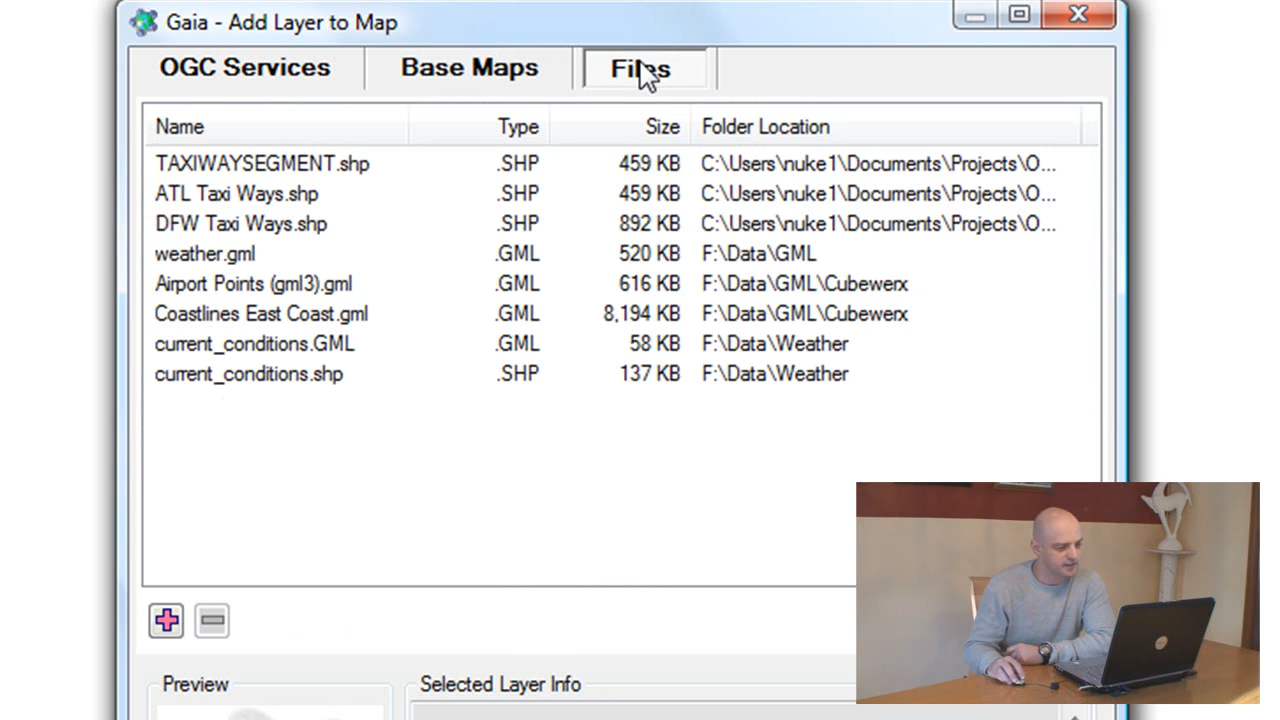 Gaia - Add Layer to Map
OGC Services Base Maps Files
Name Type Size Folder Location
TAXIWAYSEGMENT.shp .SHP 459 KB C:\Users\nuke1\Documents\Projects\O...
ATL Taxi Ways.shp .SHP 459 KB C:\Users\nuke1\Documents\Projects\O...
DFW Taxi Ways.shp .SHP 892 KB C:\Users\nuke1\Documents\Projects\O...
weather.gml .GML 520 KB F:\Data\GML
Airport Points (gml3).gml .GML 616 KB F:\Data\GML\Cubewerx
Coastlines East Coast.gml .GML 8,194 KB F:\Data\GML\Cubewerx
current_conditions.GML .GML 58 KB F:\Data\Weather
current_conditions.shp .SHP 137 KB F:\Data\Weather
Preview Selected Layer Info